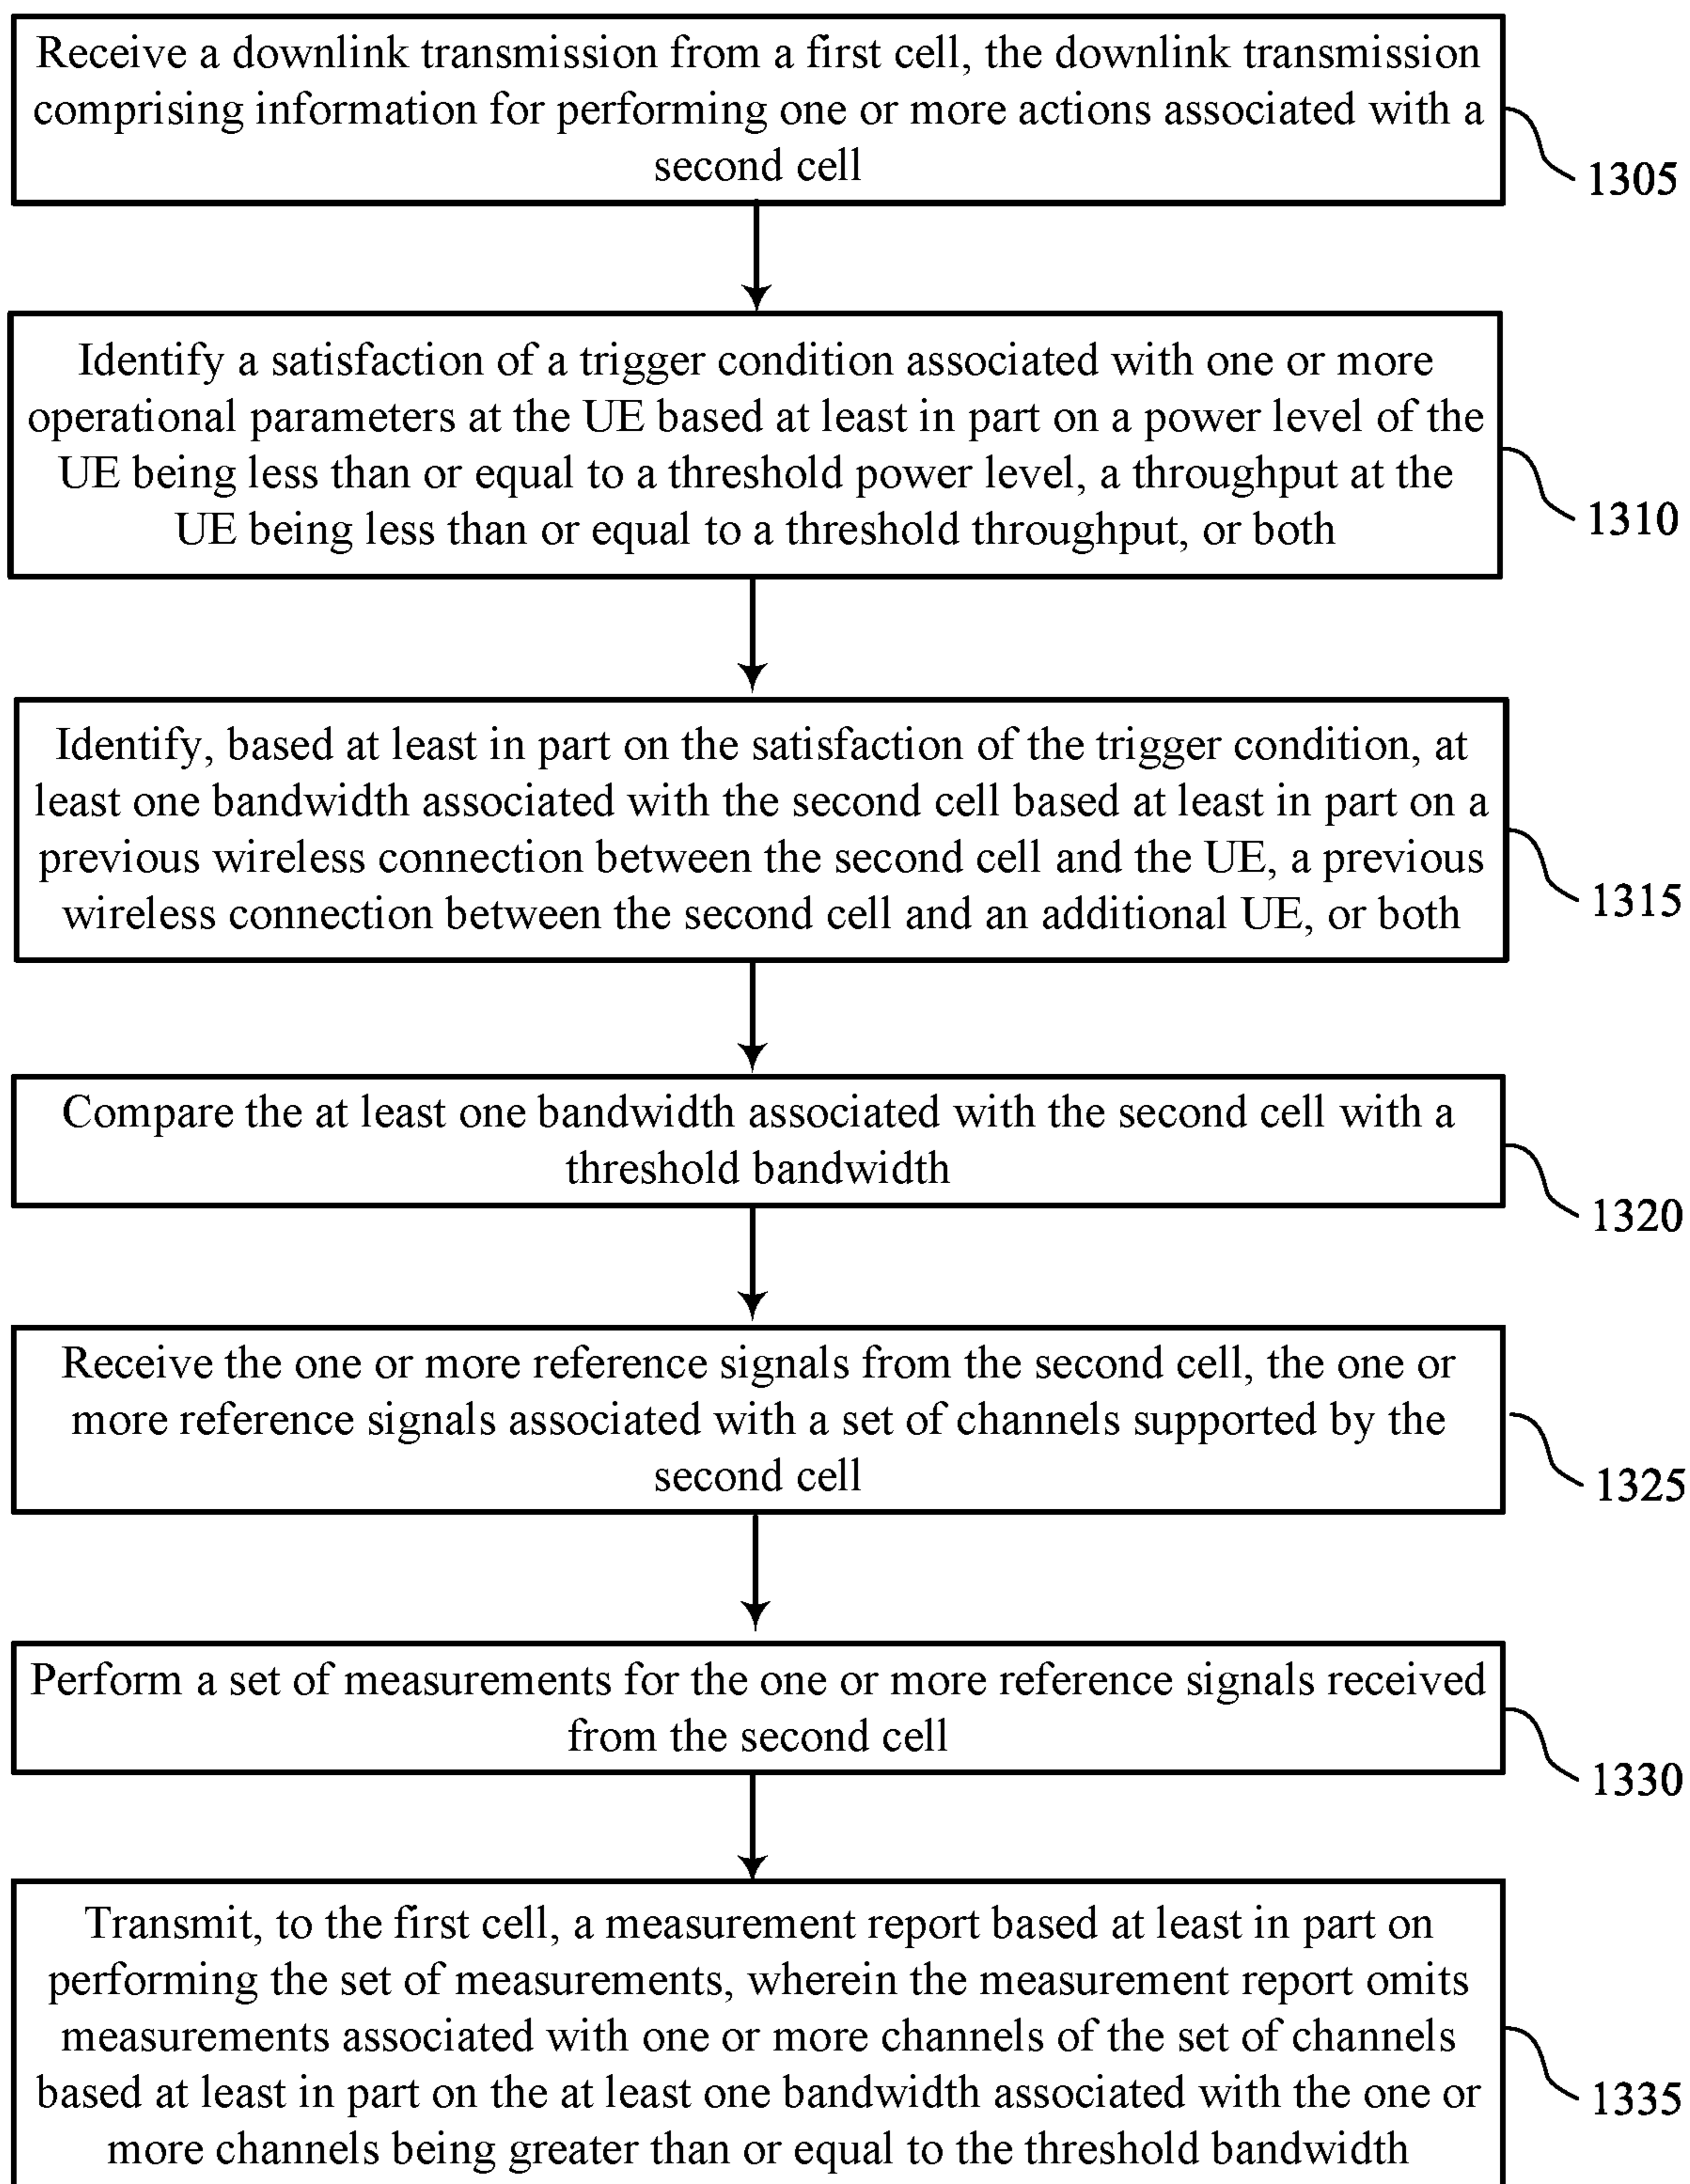 Receive a downlink transmission from a first cell, the downlink transmission
comprising information for performing one or more actions associated with a
second cell
1305
Identify a satisfaction of a trigger condition associated with one or more
operational parameters at the UE based at least in part on a power level of the
UE being less than or equal to a threshold power level, a throughput at the
UE being less than or equal to a threshold throughput, or both
1310
Identify, based at least in part on the satisfaction of the trigger condition, at
least one bandwidth associated with the second cell based at least in part on a
previous wireless connection between the second cell and the UE, a previous
wireless connection between the second cell and an additional UE, or both
1315
Compare the at least one bandwidth associated with the second cell with a
threshold bandwidth
1320
Receive the one or more reference signals from the second cell, the one or
more reference signals associated with a set of channels supported by the
second cell
1325
Perform a set of measurements for the one or more reference signals received
from the second cell
1330
Transmit, to the first cell, a measurement report based at least in part on
performing the set of measurements, wherein the measurement report omits
measurements associated with one or more channels of the set of channels
based at least in part on the at least one bandwidth associated with the one or
more channels being greater than or equal to the threshold bandwidth
1335